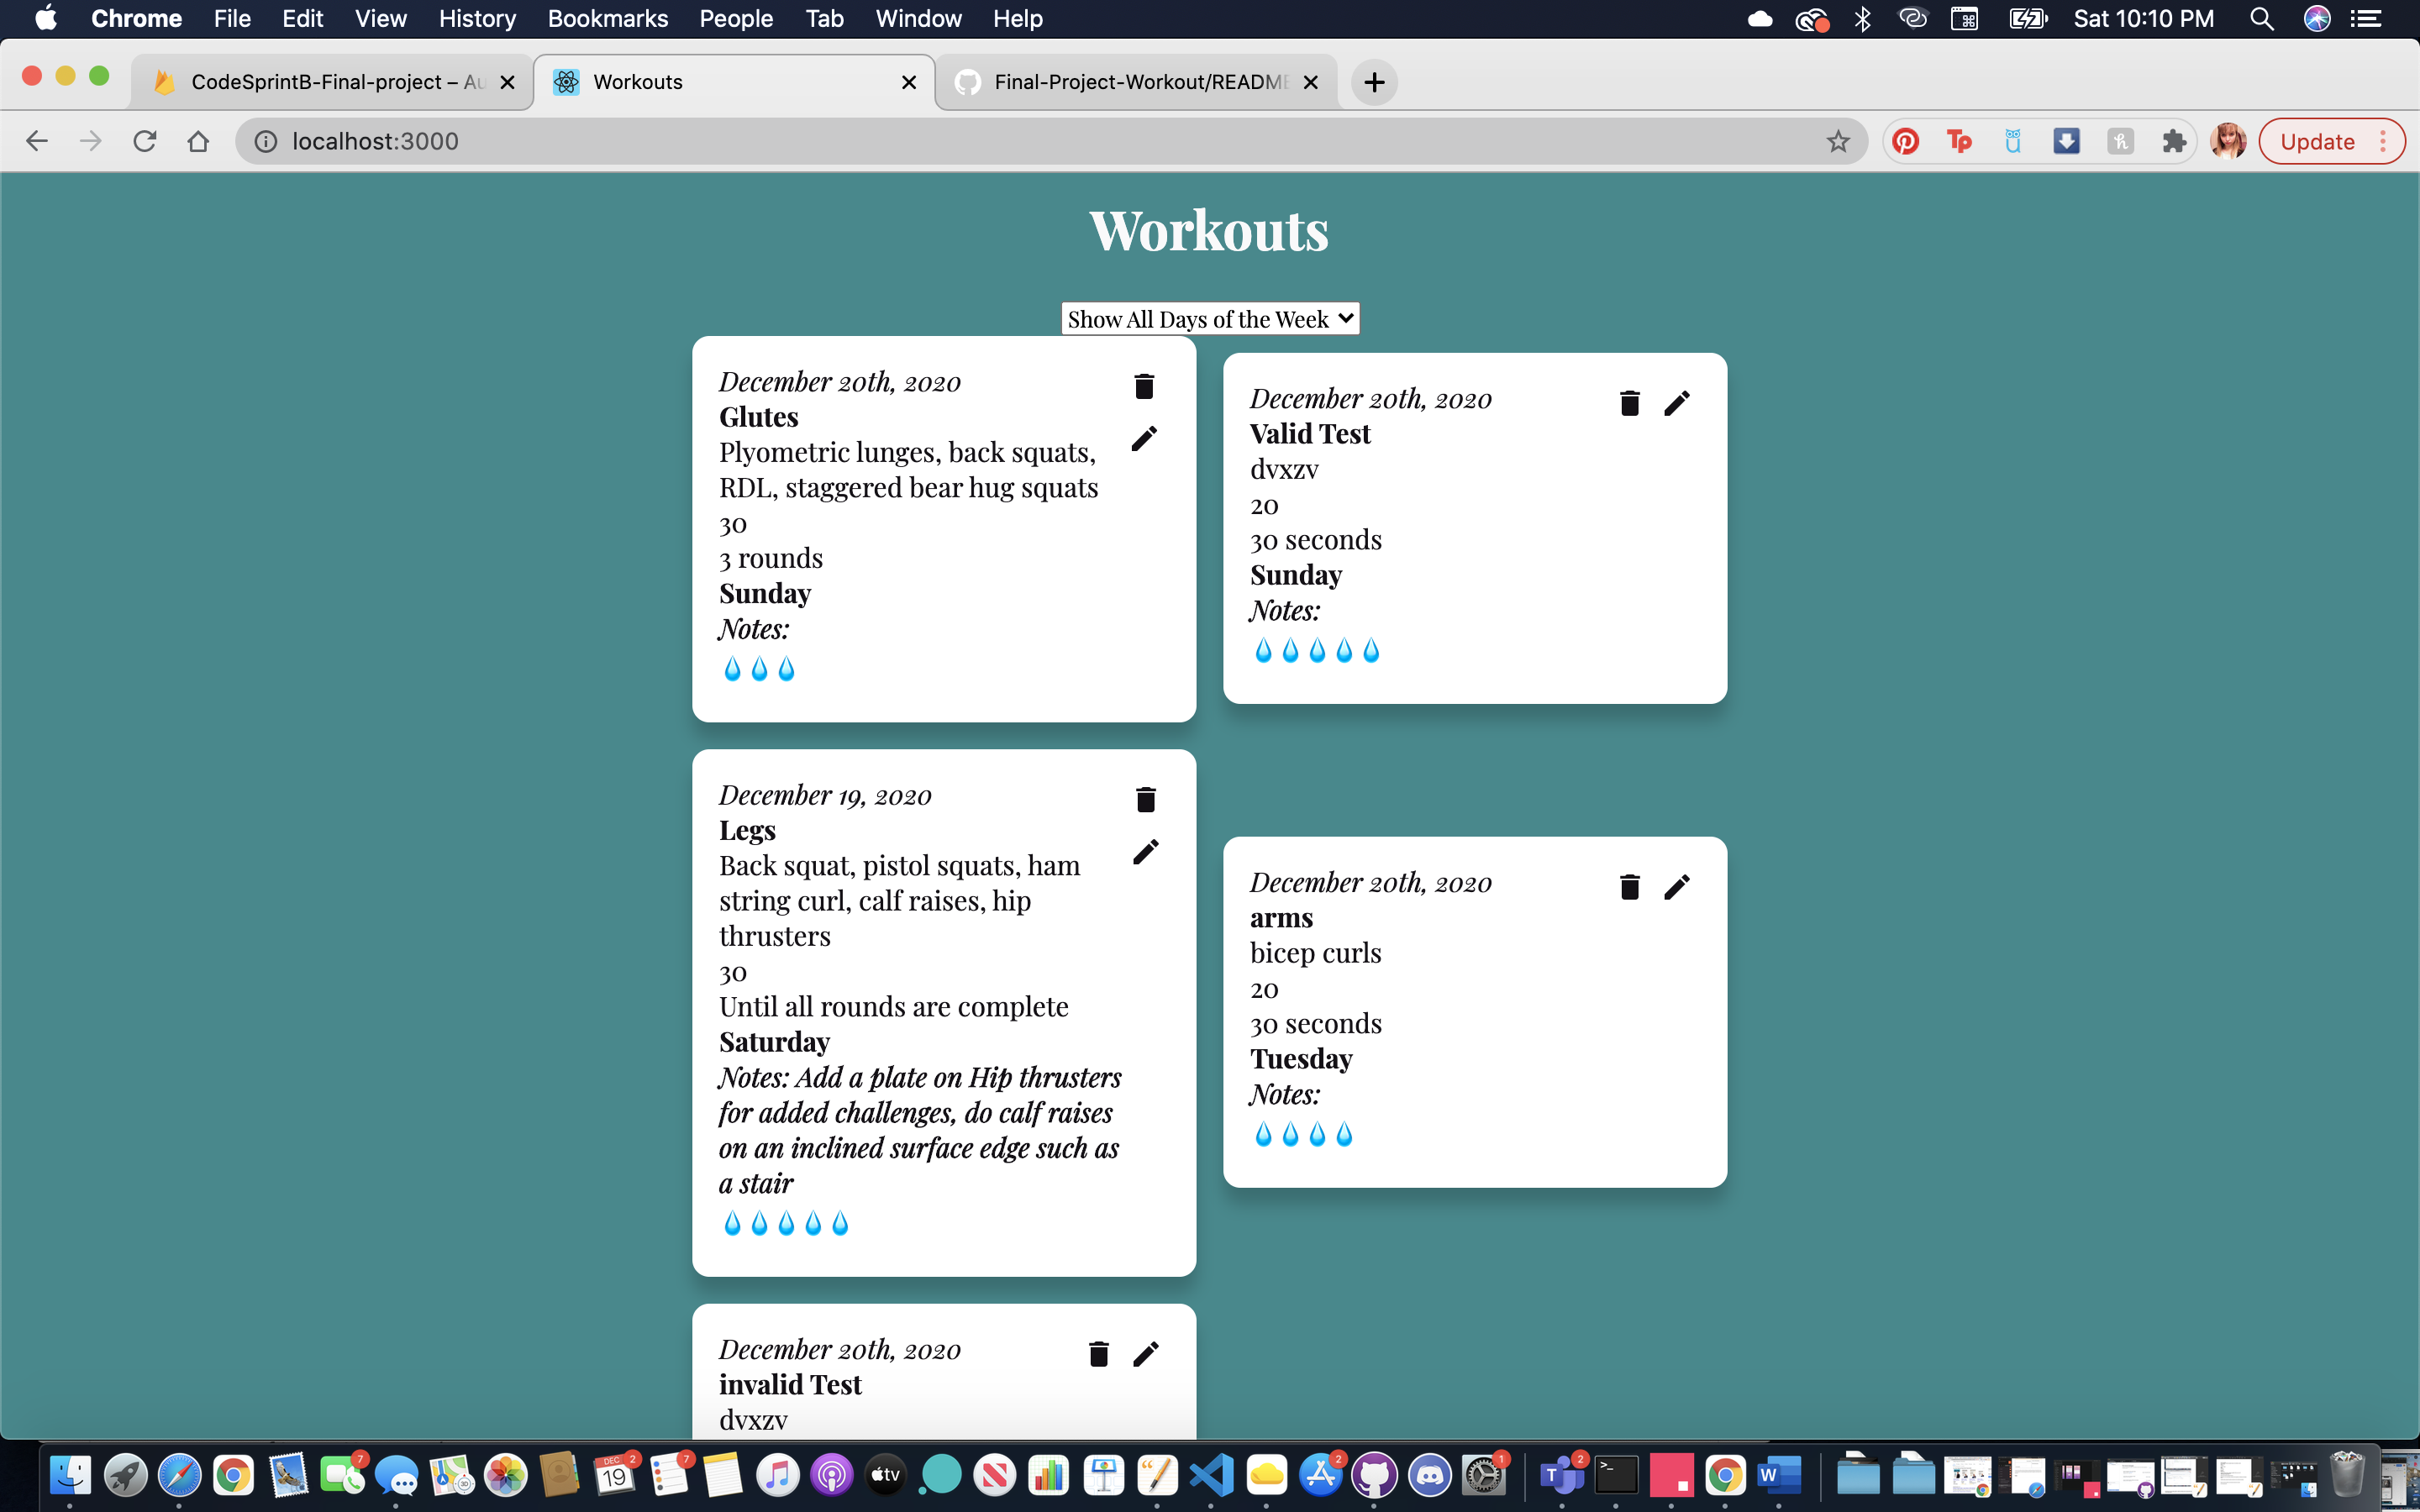 Chrome File Edit View History Bookmarks People Tab Window Help Sat 10:10 PM
CodeSprintB-Final-project – Au
Workouts
Final-Project-Workout/README
localhost:3000
Update
Workouts
Show All Days of the Week
December 20th, 2020
Glutes
Plyometric lunges, back squats,
RDL, staggered bear hug squats
30
3 rounds
Sunday
Notes:
December 20th, 2020
Valid Test
dvxzv
20
30 seconds
Sunday
Notes:
December 19, 2020
Legs
Back squat, pistol squats, ham
string curl, calf raises, hip
thrusters
30
Until all rounds are complete
Saturday
Notes: Add a plate on Hip thrusters
for added challenges, do calf raises
on an inclined surface edge such as
a stair
December 20th, 2020
arms
bicep curls
20
30 seconds
Tuesday
Notes:
December 20th, 2020
invalid Test
dvxzv
7
DEC
19
2
7
tv
2
1
2